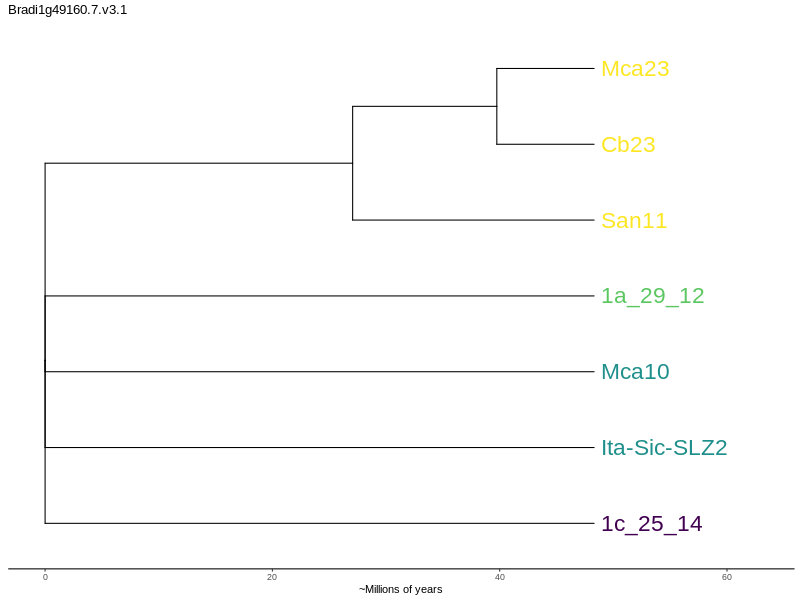 Bradi1g49160.7.v3.1
Mca23
Cb23
San11
1a_29_12
Mca10
Ita-Sic-SLZ2
1c_25_14
0 20 40 60
~Millions of years